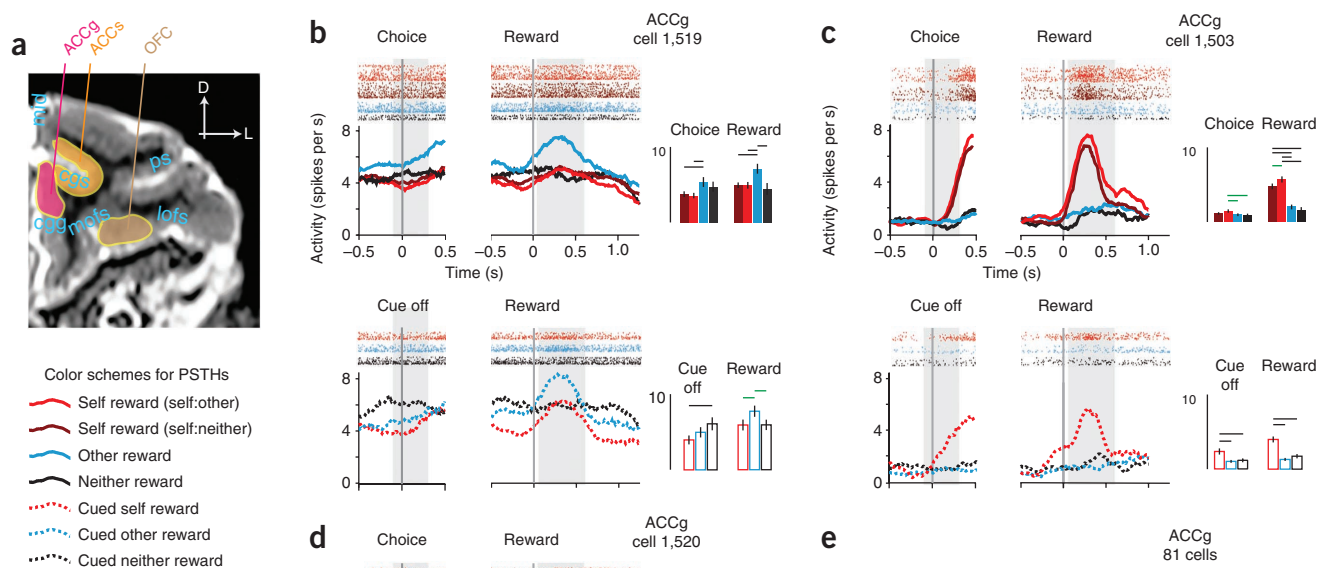 a
ACCg
ACCs
OFC
D
L
pld
cgs
ps
cgg
mofs
lofs
Color schemes for PSTHs
Self reward (self:other)
Self reward (self:neither)
Other reward
Neither reward
Cued self reward
Cued other reward
Cued neither reward
b
Choice
Reward
ACCg
cell 1,519
Activity (spikes per s)
8
4
0
−0.5 0 0.5
0 0.5 1.0
Time (s)
Choice Reward
10
Cue off
Reward
8
4
0
Cue
off
Reward
10
c
Choice
Reward
ACCg
cell 1,503
Activity (spikes per s)
8
4
0
−0.5 0 0.5
0 0.5 1.0
Time (s)
Choice Reward
10
Cue off
Reward
8
4
0
Cue
off
Reward
10
d
Choice
Reward
ACCg
cell 1,520
e
ACCg
81 cells